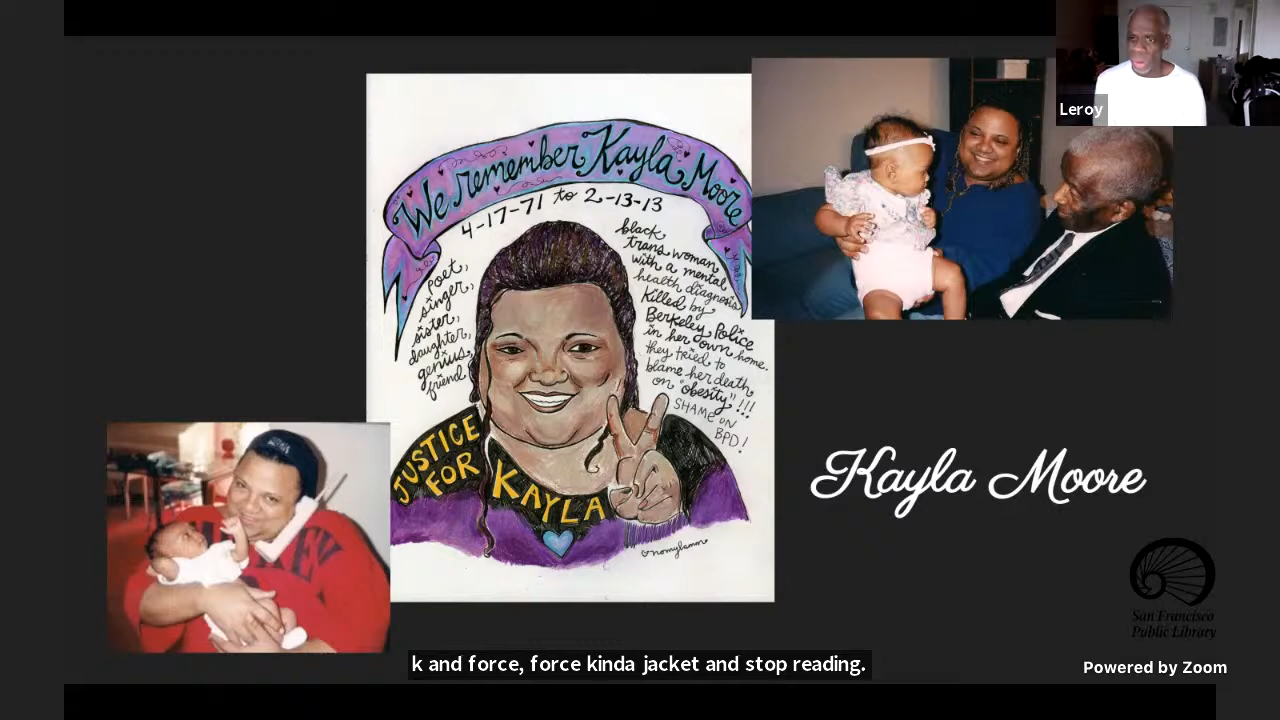 Leroy
We remember Kayla Moore
4-17-71 to 2-13-13
poet,
singer,
sister,
daughter,
genius,
friend
black
trans woman
with a mental
health diagnosis
killed by
Berkeley Police
in her own home.
they tried to
blame her death
on "obesity"!!!
SHAME ON
BPD!
JUSTICE
FOR
KAYLA
Kayla Moore
San Francisco
Public Library
k and force, force kinda jacket and stop reading.
Powered by Zoom